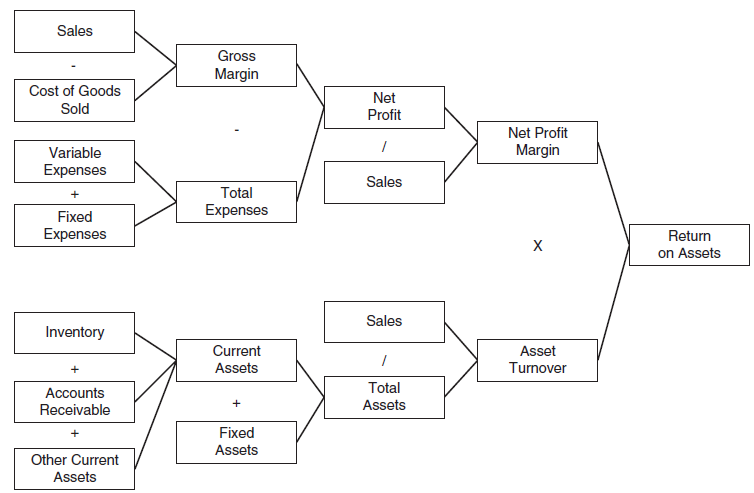 Sales
-
Cost of Goods
Sold
Gross
Margin
-
Variable
Expenses
+
Fixed
Expenses
Total
Expenses
Net
Profit
/
Sales
Net Profit
Margin
X
Return
on Assets
Inventory
+
Accounts
Receivable
+
Other Current
Assets
Current
Assets
+
Fixed
Assets
Sales
/
Total
Assets
Asset
Turnover